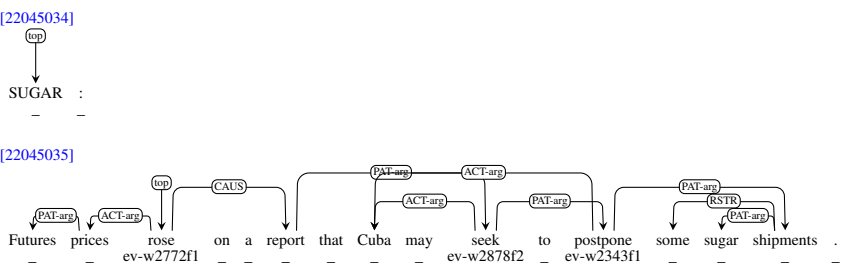 [22045034]
top
SUGAR :
_ _
[22045035]
PAT-arg ACT-arg
top CAUS
ACT-arg PAT-arg PAT-arg
PAT-arg ACT-arg RSTR
PAT-arg
Futures prices rose on a report that Cuba may seek to postpone some sugar shipments .
_ _ ev-w2772f1 _ _ _ _ _ _ ev-w2878f2 _ ev-w2343f1 _ _ _ _